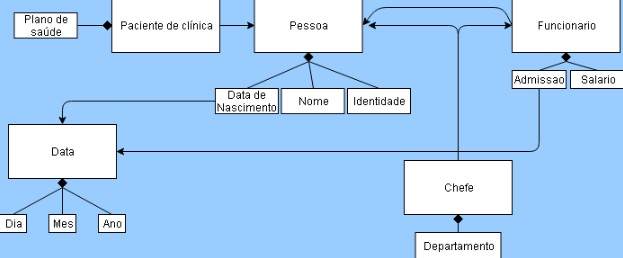 Plano de
saúde
Paciente de clínica
Pessoa
Funcionario
Admissao
Salario
Data de
Nascimento
Nome
Identidade
Data
Chefe
Dia
Mes
Ano
Departamento